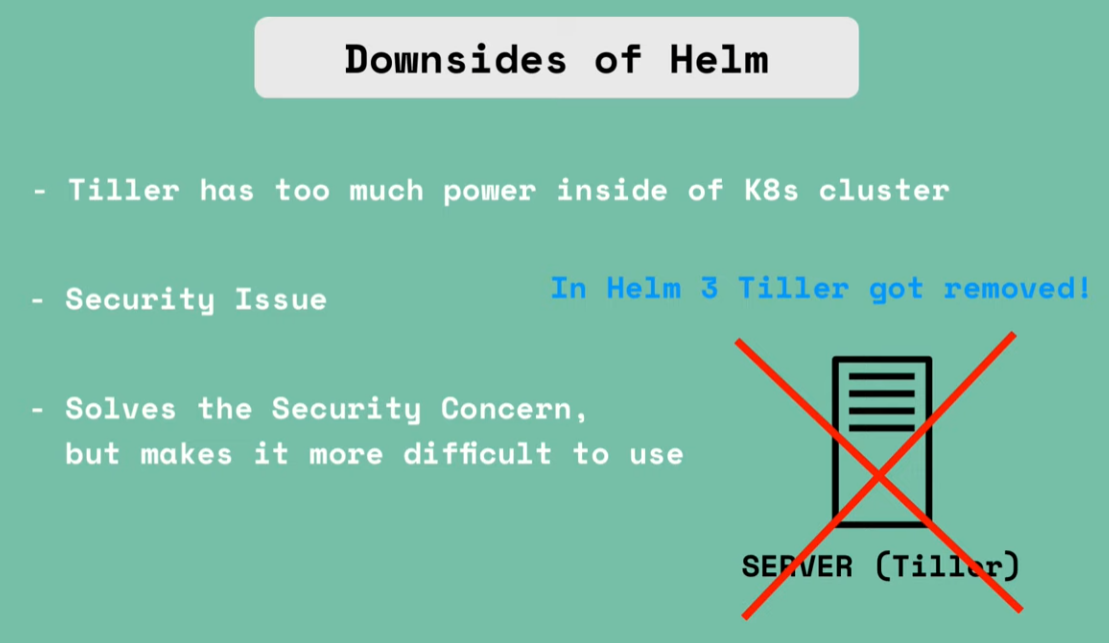 Downsides of Helm
- Tiller has too much power inside of K8s cluster
- Security Issue
In Helm 3 Tiller got removed!
- Solves the Security Concern,
but makes it more difficult to use
SERVER (Tiller)